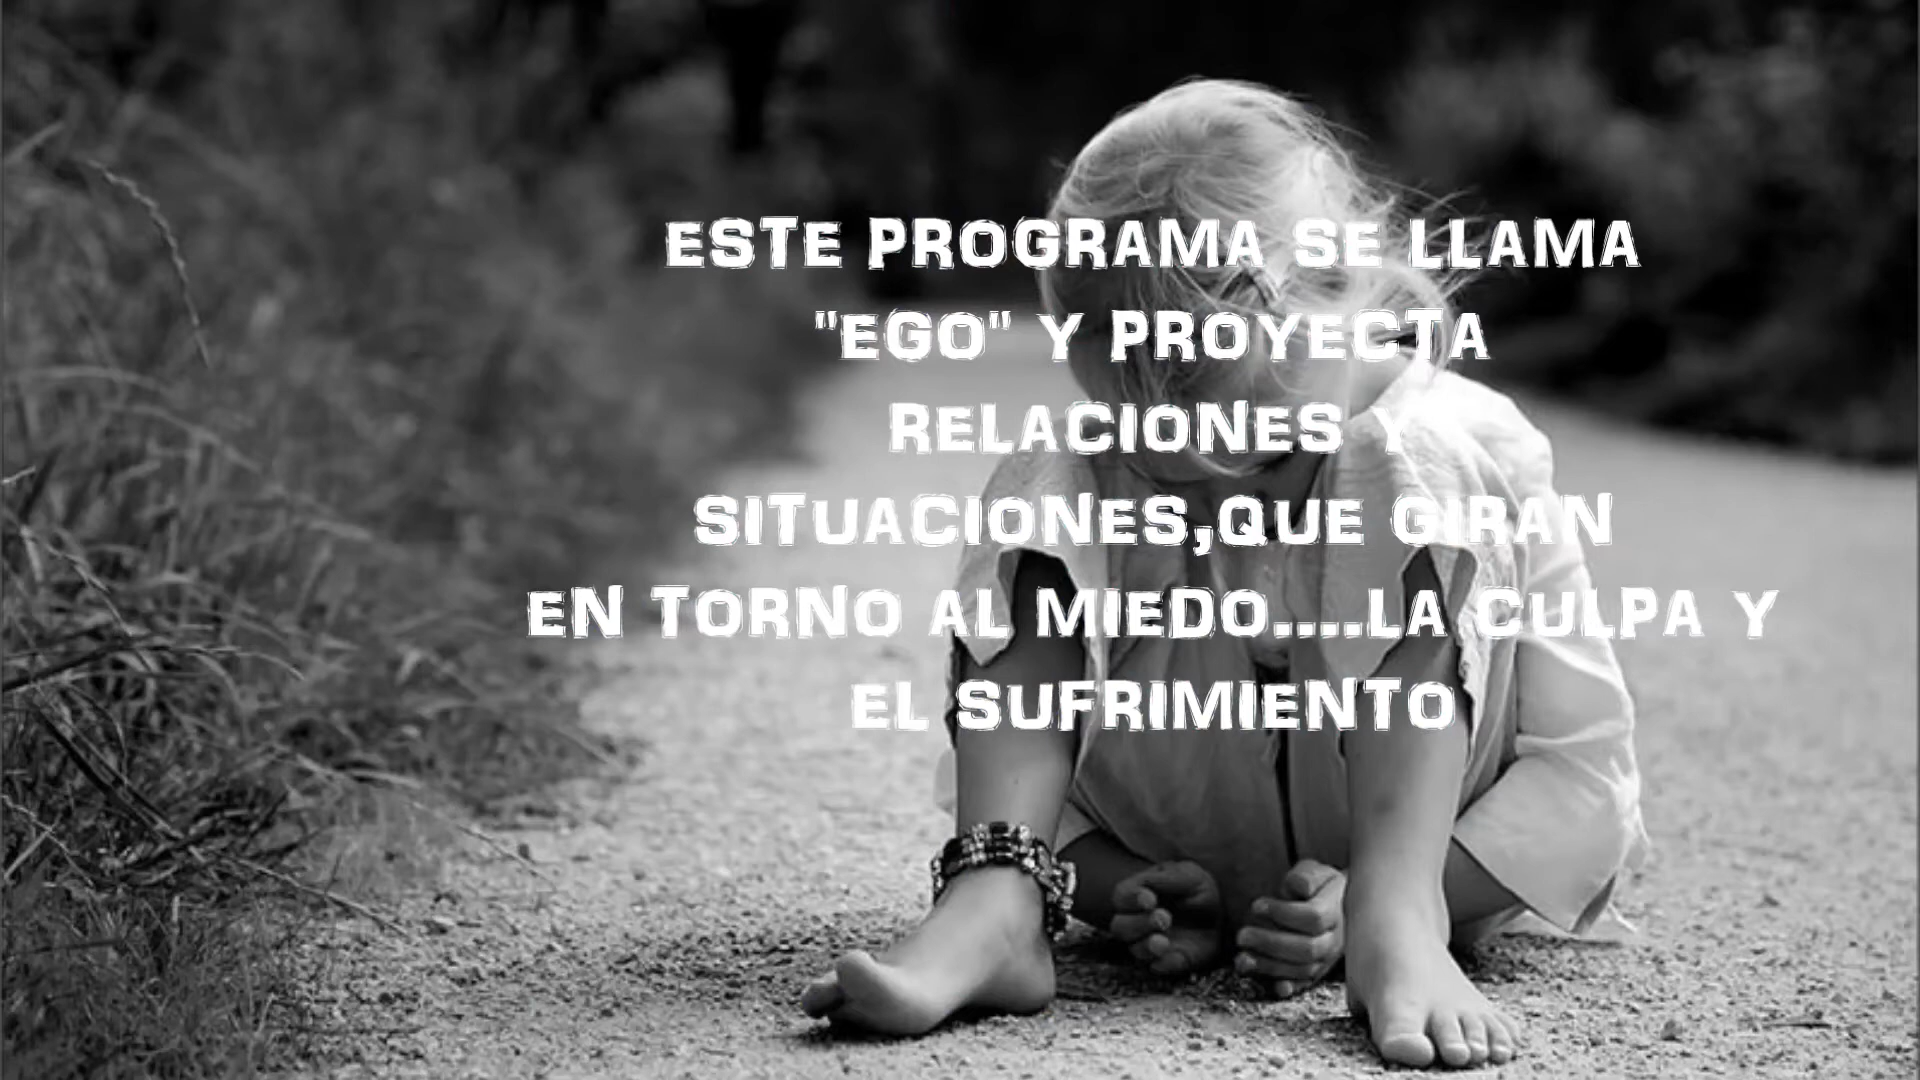 ESTE PROGRAMA SE LLAMA
"EGO" Y PROYECTA
RELACIONES Y
SITUACIONES,QUE GIRAN
EN TORNO AL MIEDO....LA CULPA Y
EL SUFRIMIENTO